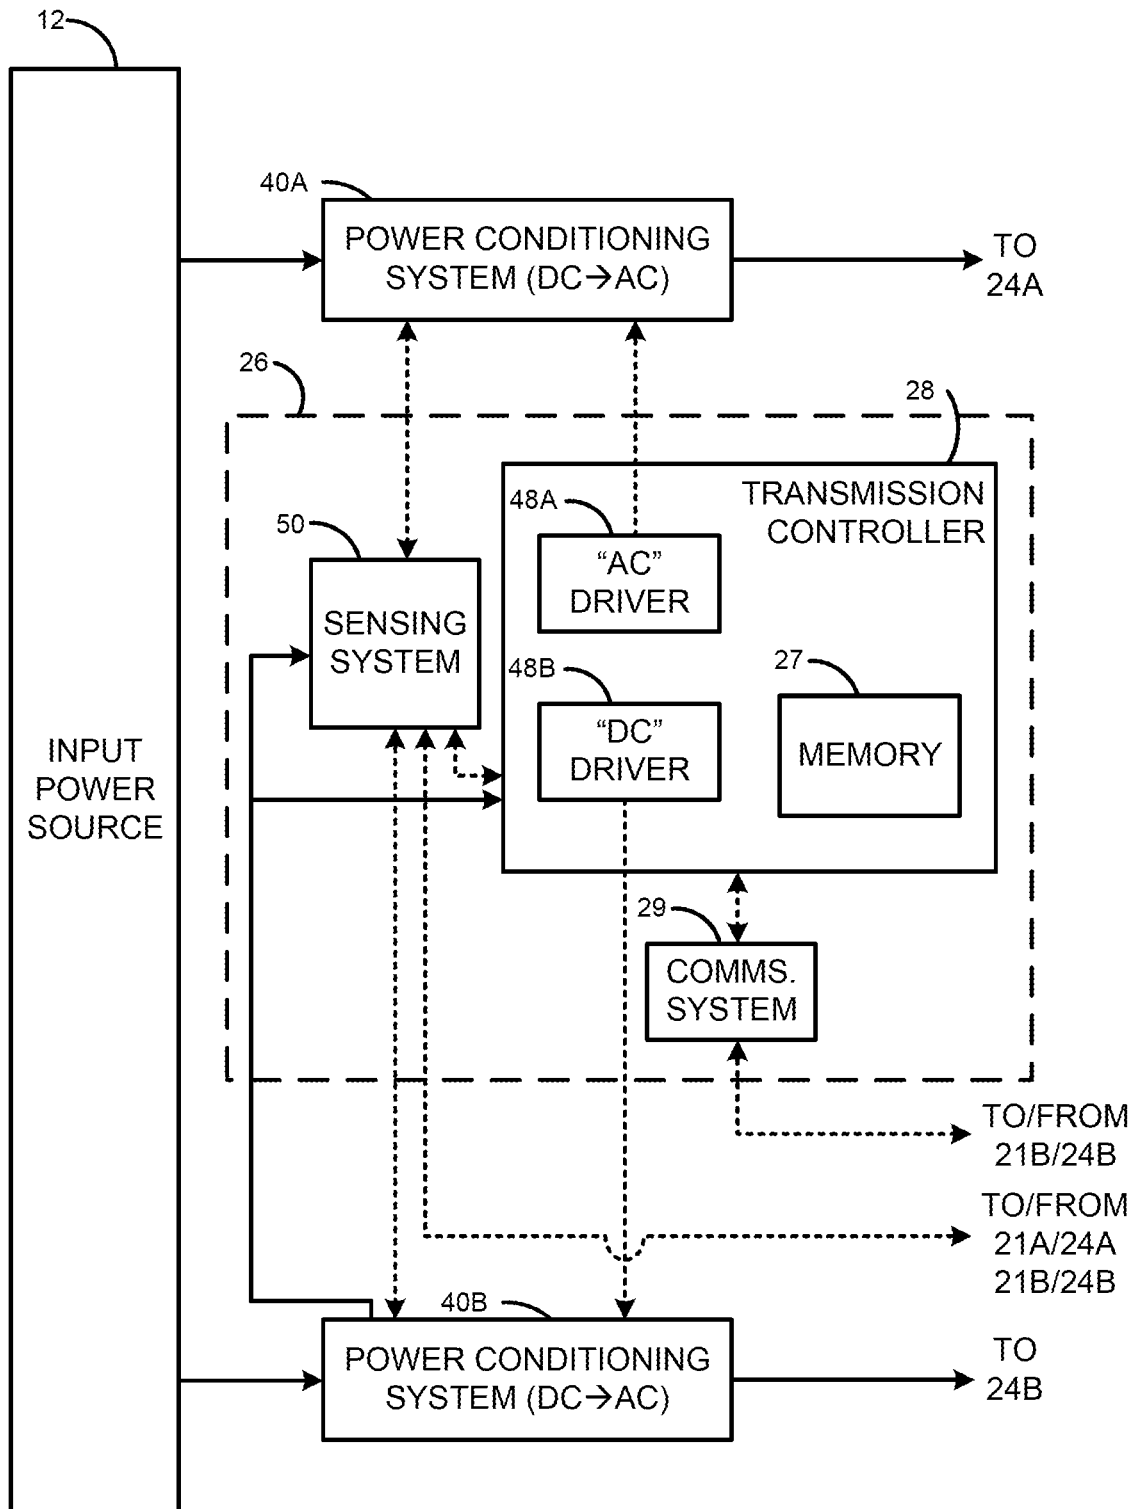 12
40A
POWER CONDITIONING
SYSTEM (DC→AC)
TO
24A
26
28
TRANSMISSION
CONTROLLER
48A
“AC”
DRIVER
50
SENSING
SYSTEM
48B
“DC”
DRIVER
27
MEMORY
INPUT
POWER
SOURCE
29
COMMS.
SYSTEM
TO/FROM
21B/24B
TO/FROM
21A/24A
21B/24B
40B
POWER CONDITIONING
SYSTEM (DC→AC)
TO
24B